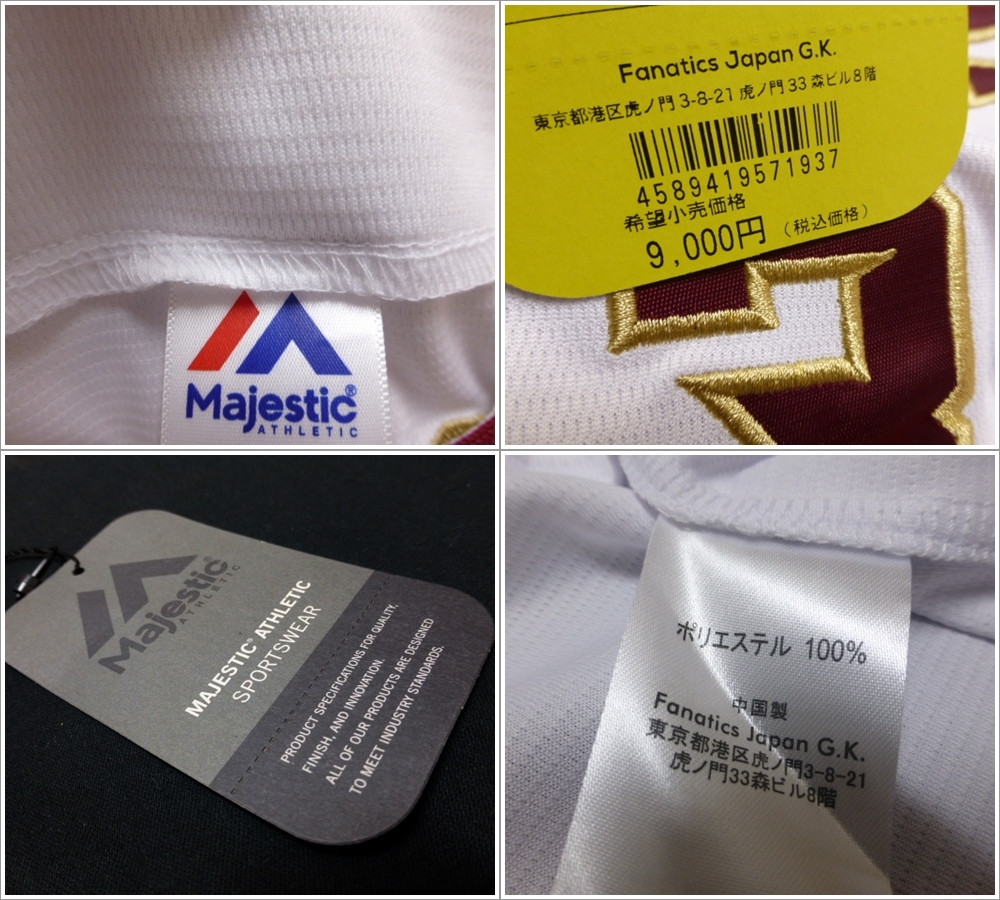 Majestic®
ATHLETIC
Fanatics Japan G.K.
東京都港区虎ノ門 3-8-21 虎ノ門 33 森ビル8階
4589419571937
希望小売価格
9,000円 (税込価格)
Majestic®
ATHLETIC
MAJESTIC® ATHLETIC
SPORTSWEAR
PRODUCT SPECIFICATIONS FOR QUALITY,
FINISH, AND INNOVATION.
ALL OF OUR PRODUCTS ARE DESIGNED
TO MEET INDUSTRY STANDARDS.
ポリエステル 100%
中国製
Fanatics Japan G.K.
東京都港区虎ノ門3-8-21
虎ノ門33森ビル8階